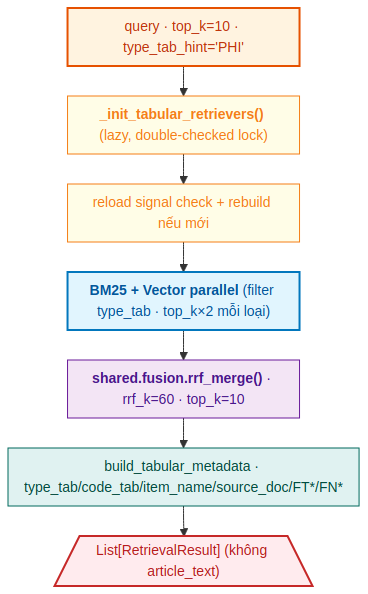 query · top_k=10 ·
type_tab_hint='PHI'
_init_tabular_retrievers()
(lazy, double-checked lock)
reload signal check + rebuild
nếu mới
BM25 + Vector parallel (filter
type_tab · top_k×2 mỗi loại)
shared.fusion.rrf_merge() ·
rrf_k=60 · top_k=10
build_tabular_metadata ·
type_tab/code_tab/item_name/source_doc/FT*/FN*
List[RetrievalResult] (không
article_text)